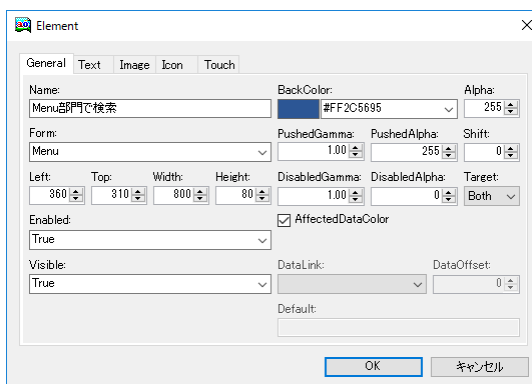 Element
General Text Image Icon Touch
Name: BackColor: Alpha:
Menu部門で検索 #FF2C5695 255
Form: PushedGamma: PushedAlpha: Shift:
Menu 1.00 255 0
Left: Top: Width: Height: DisabledGamma: DisabledAlpha: Target:
360 310 800 80 1.00 0 Both
Enabled: AffectedDataColor
True
Visible: DataLink: DataOffset:
True 0
Default:
OK キャンセル